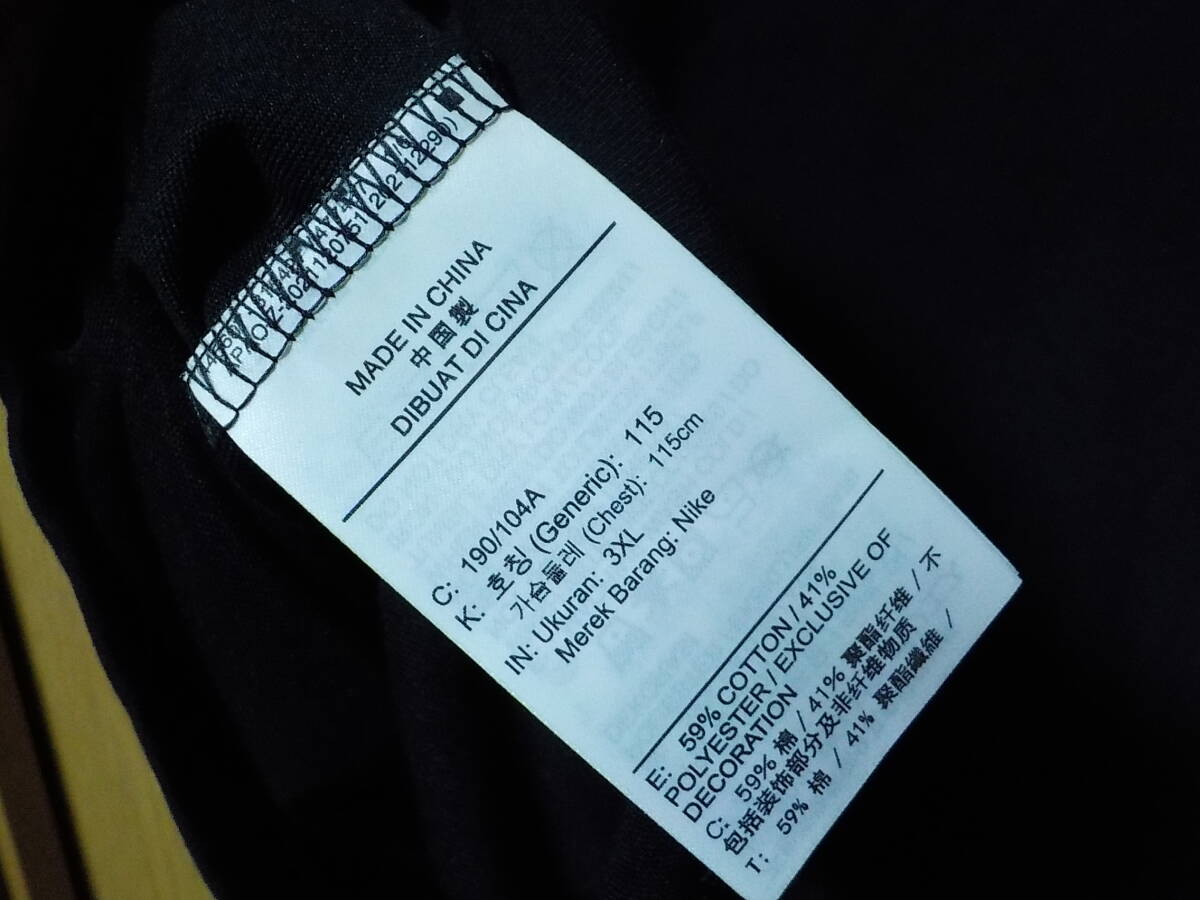 MADE IN CHINA
中国製
DIBUAT DI CINA
C: 190/104A
K: 호칭 (Generic): 115
가슴둘레 (Chest): 115cm
IN: Ukuran: 3XL
Merek Barang: Nike
E: 59% COTTON / 41%
POLYESTER / EXCLUSIVE OF
DECORATION
C: 59% 棉 / 41% 聚酯纤维 / 不
包括装饰部分及非纤维物质
T: 59% 棉 / 41% 聚酯纖維 /